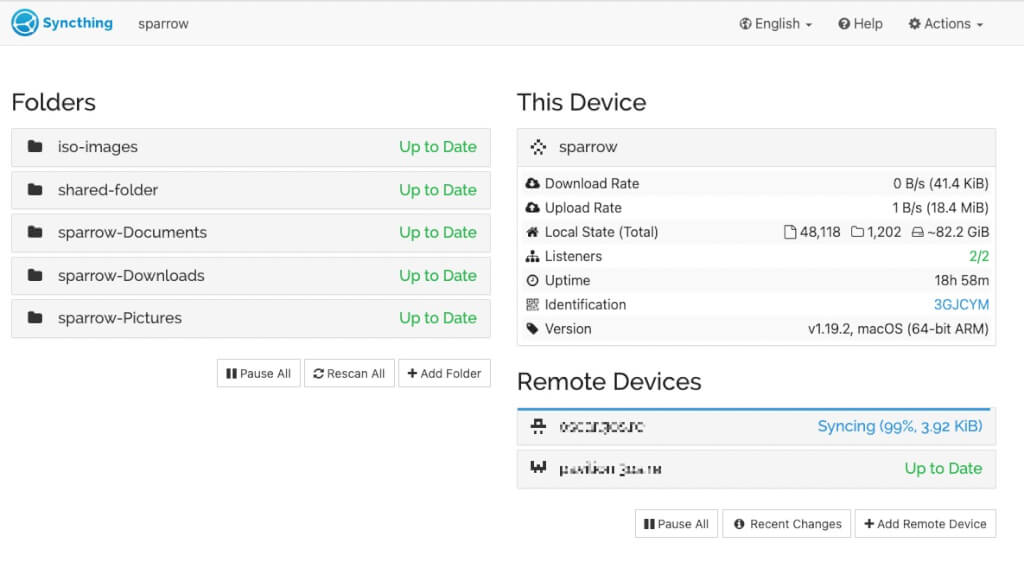 Syncthing sparrow English Help Actions
Folders
iso-images Up to Date
shared-folder Up to Date
sparrow-Documents Up to Date
sparrow-Downloads Up to Date
sparrow-Pictures Up to Date
Pause All Rescan All Add Folder
This Device
sparrow
Download Rate 0 B/s (41.4 KiB)
Upload Rate 1 B/s (18.4 MiB)
Local State (Total) 48,118 1,202 ~82.2 GiB
Listeners 2/2
Uptime 18h 58m
Identification 3GJCYM
Version v1.19.2, macOS (64-bit ARM)
Remote Devices
Syncing (99%, 3.92 KiB)
Up to Date
Pause All Recent Changes Add Remote Device